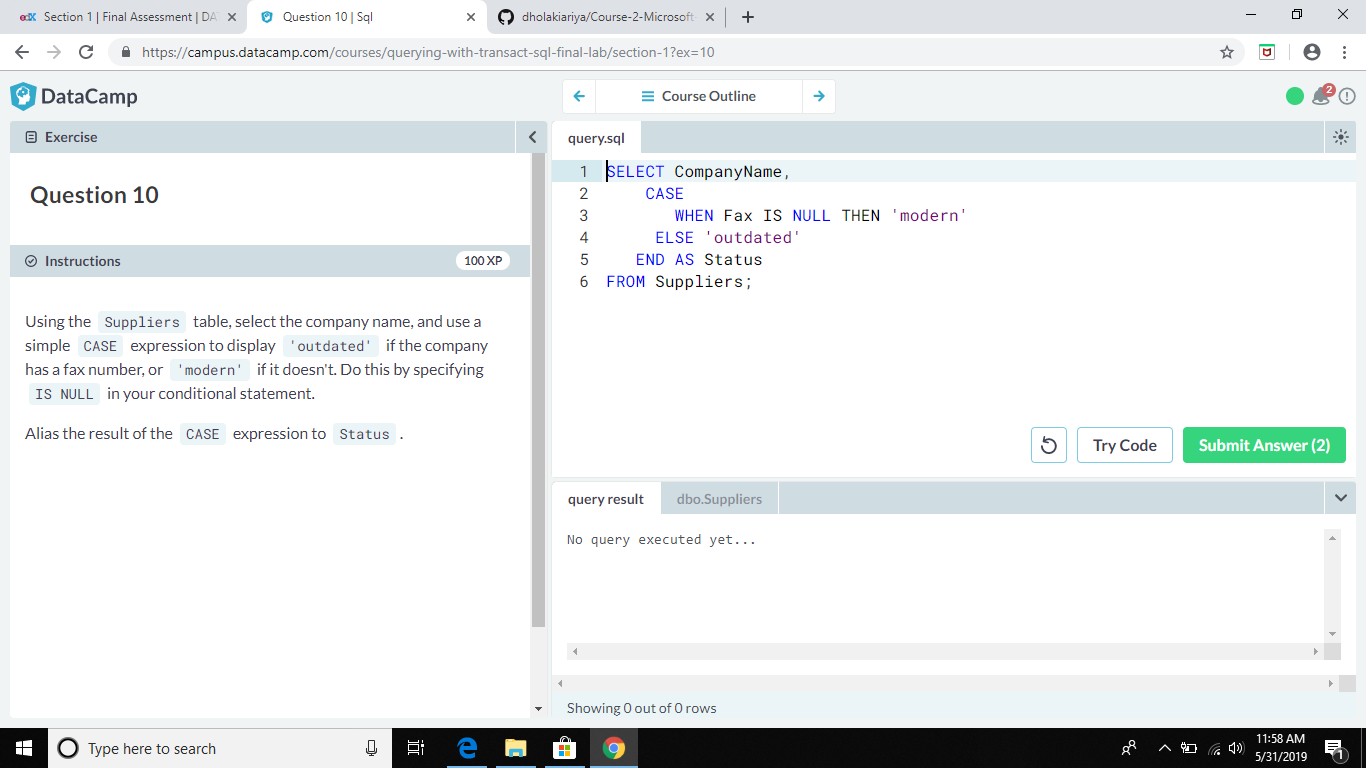 edX Section 1 | Final Assessment | DA
Question 10 | Sql
dholakiariya/Course-2-Microsoft-
https://campus.datacamp.com/courses/querying-with-transact-sql-final-lab/section-1?ex=10
DataCamp
Course Outline
2
Exercise
Question 10
Instructions
100 XP
Using the Suppliers table, select the company name, and use a
simple CASE expression to display 'outdated' if the company
has a fax number, or 'modern' if it doesn't. Do this by specifying
IS NULL in your conditional statement.
Alias the result of the CASE expression to Status .
query.sql
1 SELECT CompanyName,
2 CASE
3 WHEN Fax IS NULL THEN 'modern'
4 ELSE 'outdated'
5 END AS Status
6 FROM Suppliers;
Try Code
Submit Answer (2)
query result
dbo.Suppliers
No query executed yet...
Showing 0 out of 0 rows
Type here to search
11:58 AM
5/31/2019
1